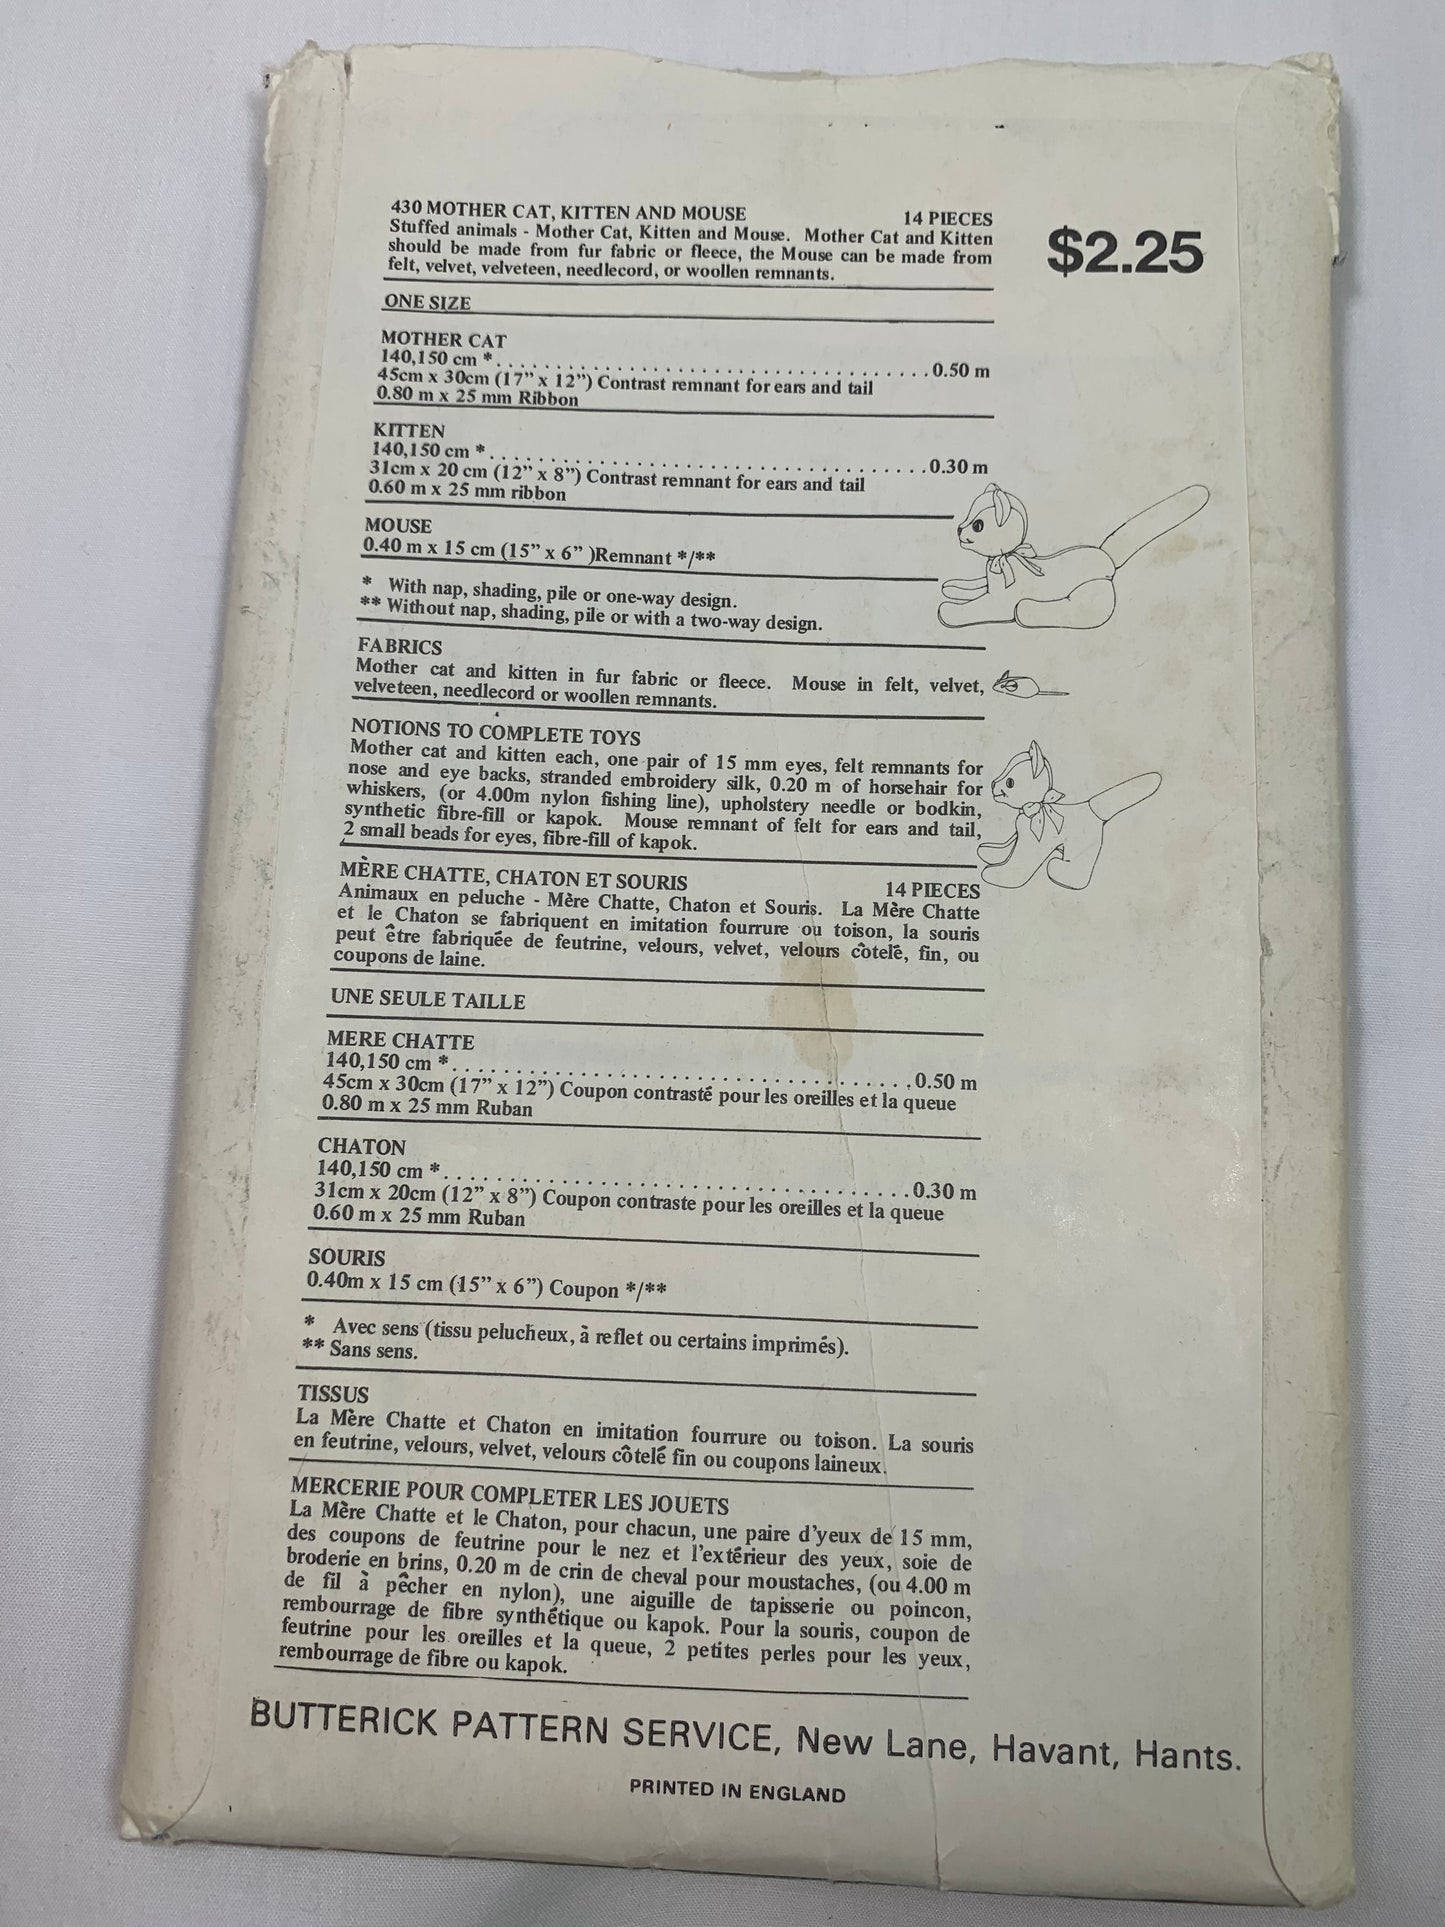 430 MOTHER CAT, KITTEN AND MOUSE 14 PIECES
Stuffed animals - Mother Cat, Kitten and Mouse. Mother Cat and Kitten
should be made from fur fabric or fleece, the Mouse can be made from
felt, velvet, velveteen, needlecord, or woollen remnants.
$2.25
ONE SIZE
MOTHER CAT
140,150 cm * . . . . . . . . . . . . . . . . . . . . . . . . . . . . . . . . . . . 0.50 m
45cm x 30cm (17” x 12”) Contrast remnant for ears and tail
0.80 m x 25 mm Ribbon
KITTEN
140,150 cm * . . . . . . . . . . . . . . . . . . . . . . . . . . . . . . . . . . . 0.30 m
31cm x 20 cm (12” x 8”) Contrast remnant for ears and tail
0.60 m x 25 mm ribbon
MOUSE
0.40 m x 15 cm (15” x 6” )Remnant */**
* With nap, shading, pile or one-way design.
** Without nap, shading, pile or with a two-way design.
FABRICS
Mother cat and kitten in fur fabric or fleece. Mouse in felt, velvet,
velveteen, needlecord or woollen remnants.
NOTIONS TO COMPLETE TOYS
Mother cat and kitten each, one pair of 15 mm eyes, felt remnants for
nose and eye backs, stranded embroidery silk, 0.20 m of horsehair for
whiskers, (or 4.00m nylon fishing line), upholstery needle or bodkin,
synthetic fibre-fill or kapok. Mouse remnant of felt for ears and tail,
2 small beads for eyes, fibre-fill of kapok.
MÈRE CHATTE, CHATON ET SOURIS 14 PIECES
Animaux en peluche - Mère Chatte, Chaton et Souris. La Mère Chatte
et le Chaton se fabriquent en imitation fourrure ou toison, la souris
peut être fabriquée de feutrine, velours, velvet, velours côtelé, fin, ou
coupons de laine.
UNE SEULE TAILLE
MERE CHATTE
140,150 cm * . . . . . . . . . . . . . . . . . . . . . . . . . . . . . . . . . . . 0.50 m
45cm x 30cm (17” x 12”) Coupon contrasté pour les oreilles et la queue
0.80 m x 25 mm Ruban
CHATON
140,150 cm * . . . . . . . . . . . . . . . . . . . . . . . . . . . . . . . . . . . 0.30 m
31cm x 20cm (12” x 8”) Coupon contraste pour les oreilles et la queue
0.60 m x 25 mm Ruban
SOURIS
0.40m x 15 cm (15” x 6”) Coupon */**
* Avec sens (tissu pelucheux, à reflet ou certains imprimés).
** Sans sens.
TISSUS
La Mère Chatte et Chaton en imitation fourrure ou toison. La souris
en feutrine, velours, velvet, velours côtelé fin ou coupons laineux.
MERCERIE POUR COMPLETER LES JOUETS
La Mère Chatte et le Chaton, pour chacun, une paire d’yeux de 15 mm,
des coupons de feutrine pour le nez et l’extérieur des yeux, soie de
broderie en brins, 0.20 m de crin de cheval pour moustaches, (ou 4.00 m
de fil à pêcher en nylon), une aiguille de tapisserie ou poincon,
rembourrage de fibre synthétique ou kapok. Pour la souris, coupon de
feutrine pour les oreilles et la queue, 2 petites perles pour les yeux,
rembourrage de fibre ou kapok.
BUTTERICK PATTERN SERVICE, New Lane, Havant, Hants.
PRINTED IN ENGLAND